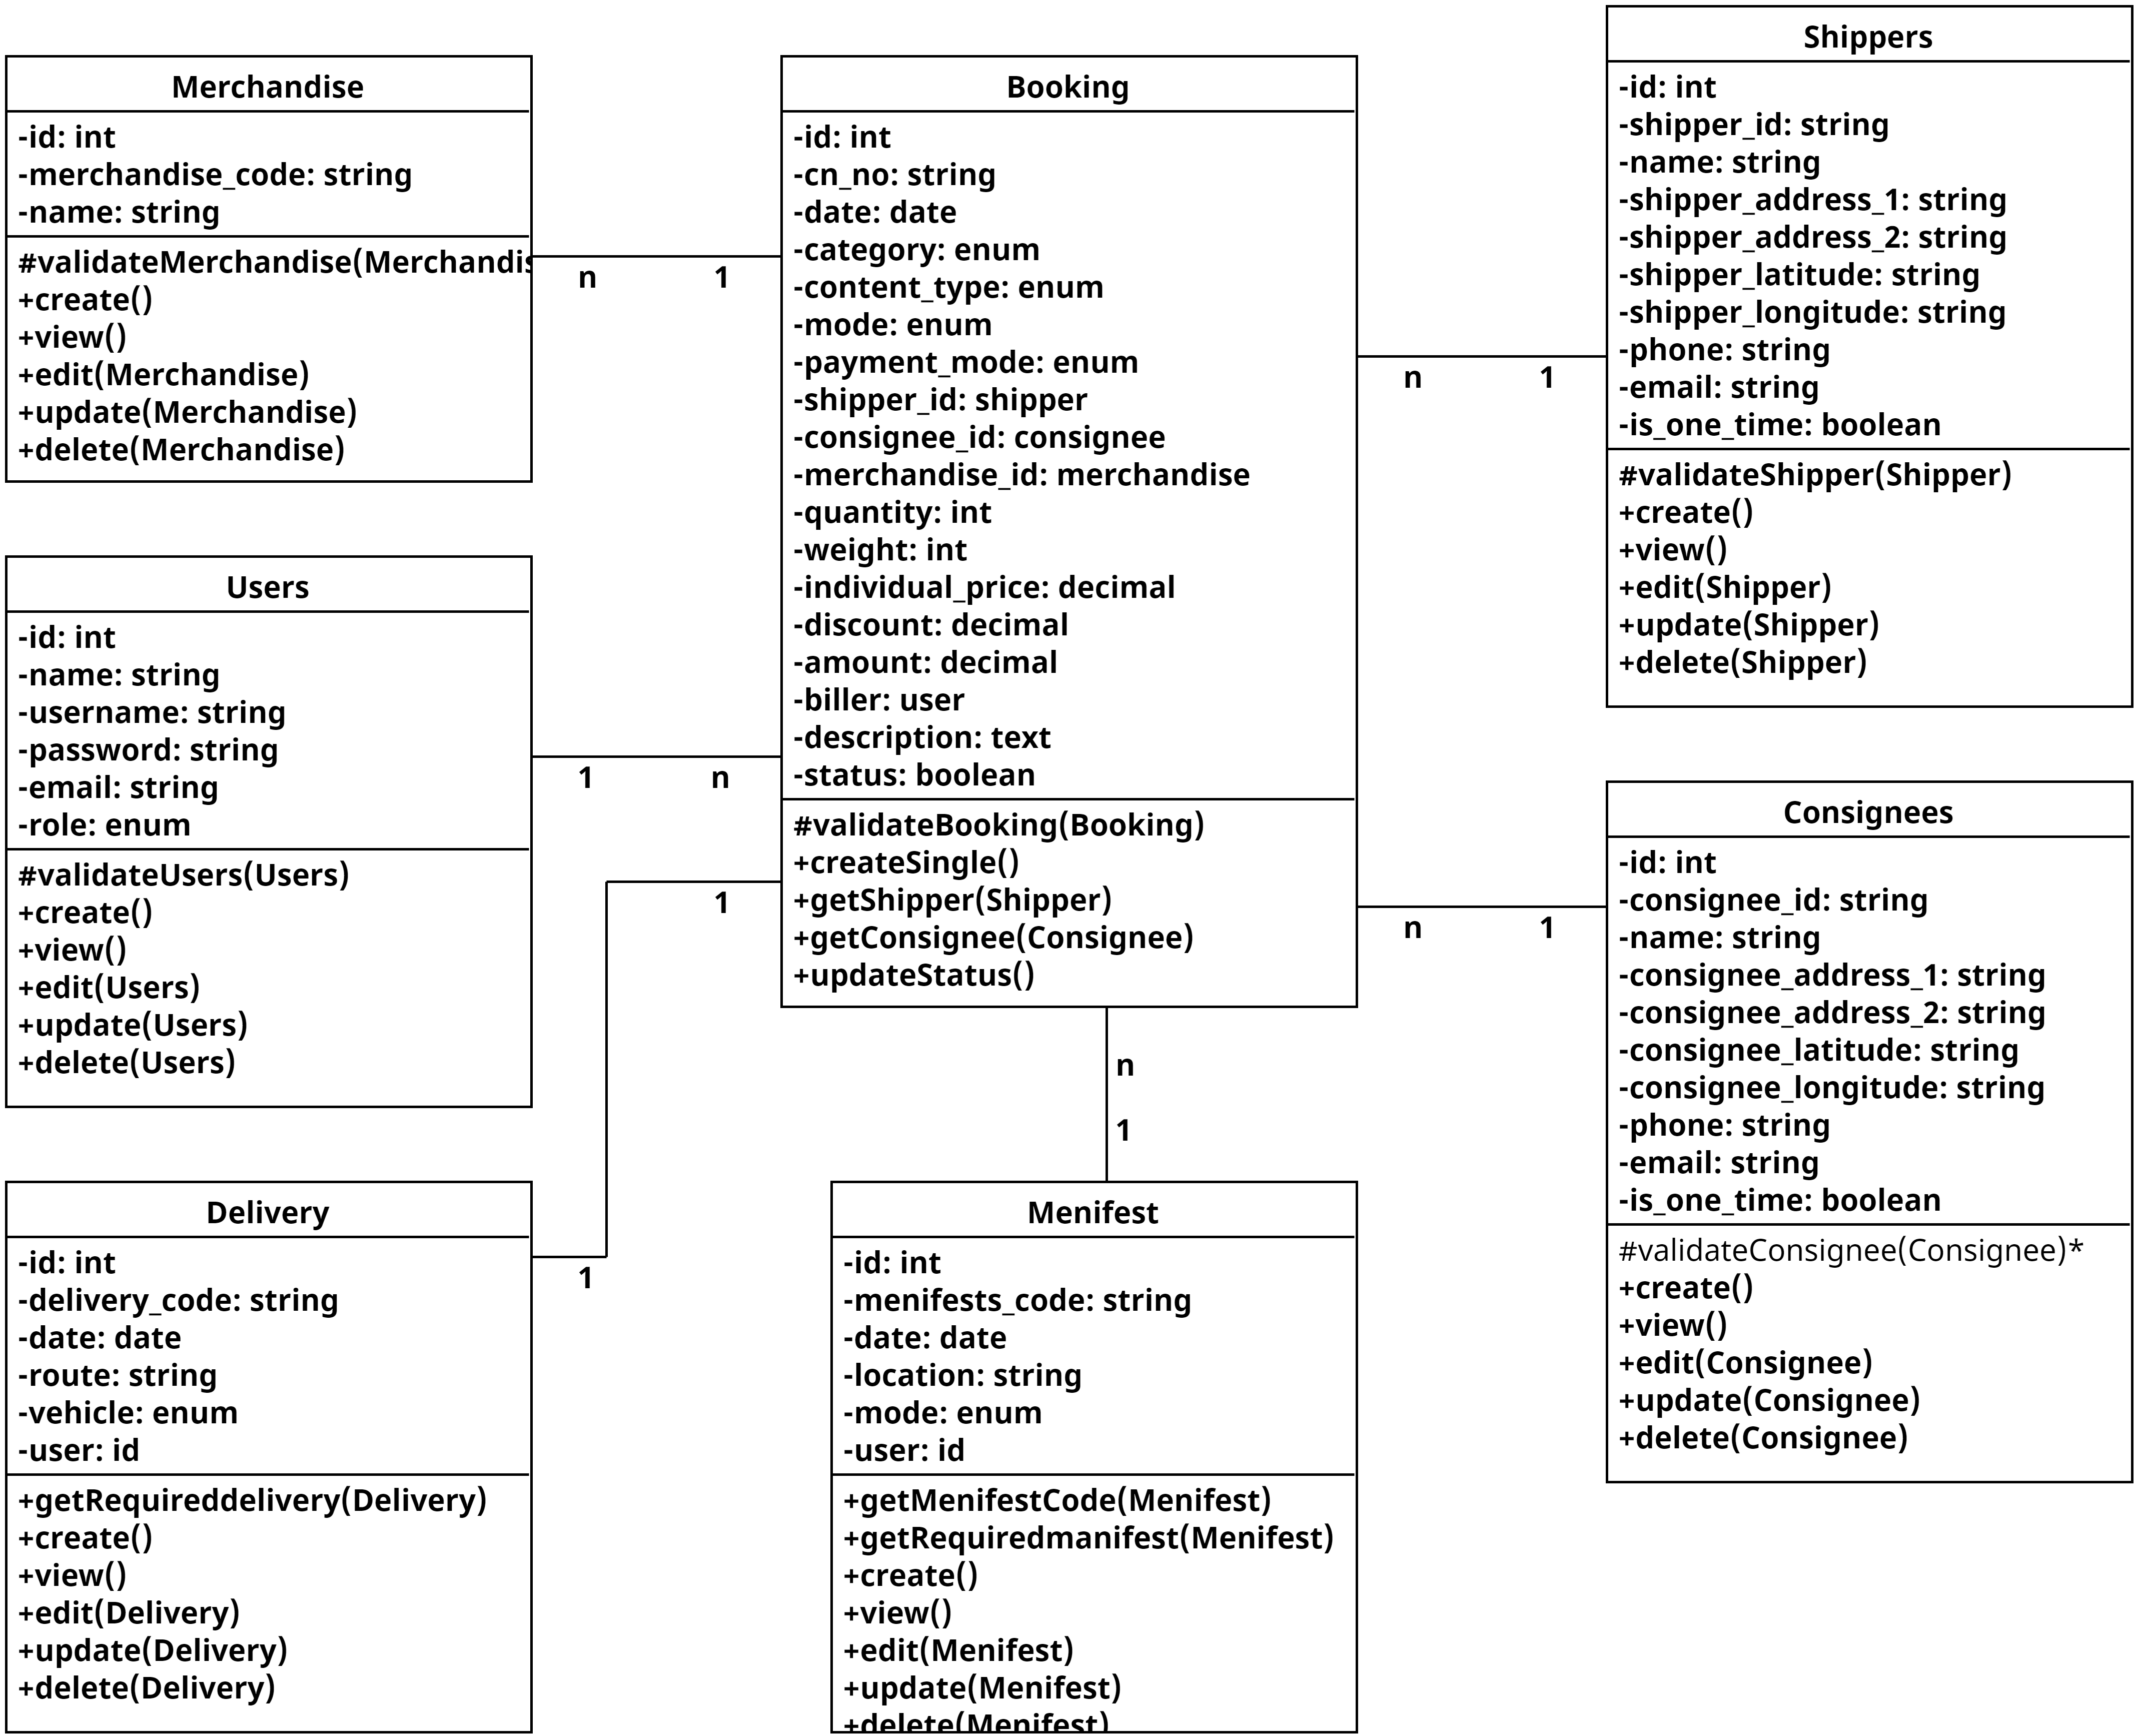 Merchandise
-id: int
-merchandise_code: string
-name: string
#validateMerchandise(Merchandis
+create()
+view()
+edit(Merchandise)
+update(Merchandise)
+delete(Merchandise)
n
1
Booking
-id: int
-cn_no: string
-date: date
-category: enum
-content_type: enum
-mode: enum
-payment_mode: enum
-shipper_id: shipper
-consignee_id: consignee
-merchandise_id: merchandise
-quantity: int
-weight: int
-individual_price: decimal
-discount: decimal
-amount: decimal
-biller: user
-description: text
-status: boolean
#validateBooking(Booking)
+createSingle()
+getShipper(Shipper)
+getConsignee(Consignee)
+updateStatus()
n
1
Shippers
-id: int
-shipper_id: string
-name: string
-shipper_address_1: string
-shipper_address_2: string
-shipper_latitude: string
-shipper_longitude: string
-phone: string
-email: string
-is_one_time: boolean
#validateShipper(Shipper)
+create()
+view()
+edit(Shipper)
+update(Shipper)
+delete(Shipper)
Users
-id: int
-name: string
-username: string
-password: string
-email: string
-role: enum
#validateUsers(Users)
+create()
+view()
+edit(Users)
+update(Users)
+delete(Users)
1
n
1
n
1
Consignees
-id: int
-consignee_id: string
-name: string
-consignee_address_1: string
-consignee_address_2: string
-consignee_latitude: string
-consignee_longitude: string
-phone: string
-email: string
-is_one_time: boolean
#validateConsignee(Consignee)*
+create()
+view()
+edit(Consignee)
+update(Consignee)
+delete(Consignee)
n
1
Delivery
-id: int
-delivery_code: string
-date: date
-route: string
-vehicle: enum
-user: id
+getRequireddelivery(Delivery)
+create()
+view()
+edit(Delivery)
+update(Delivery)
+delete(Delivery)
1
Menifest
-id: int
-menifests_code: string
-date: date
-location: string
-mode: enum
-user: id
+getMenifestCode(Menifest)
+getRequiredmanifest(Menifest)
+create()
+view()
+edit(Menifest)
+update(Menifest)
+delete(Menifest)